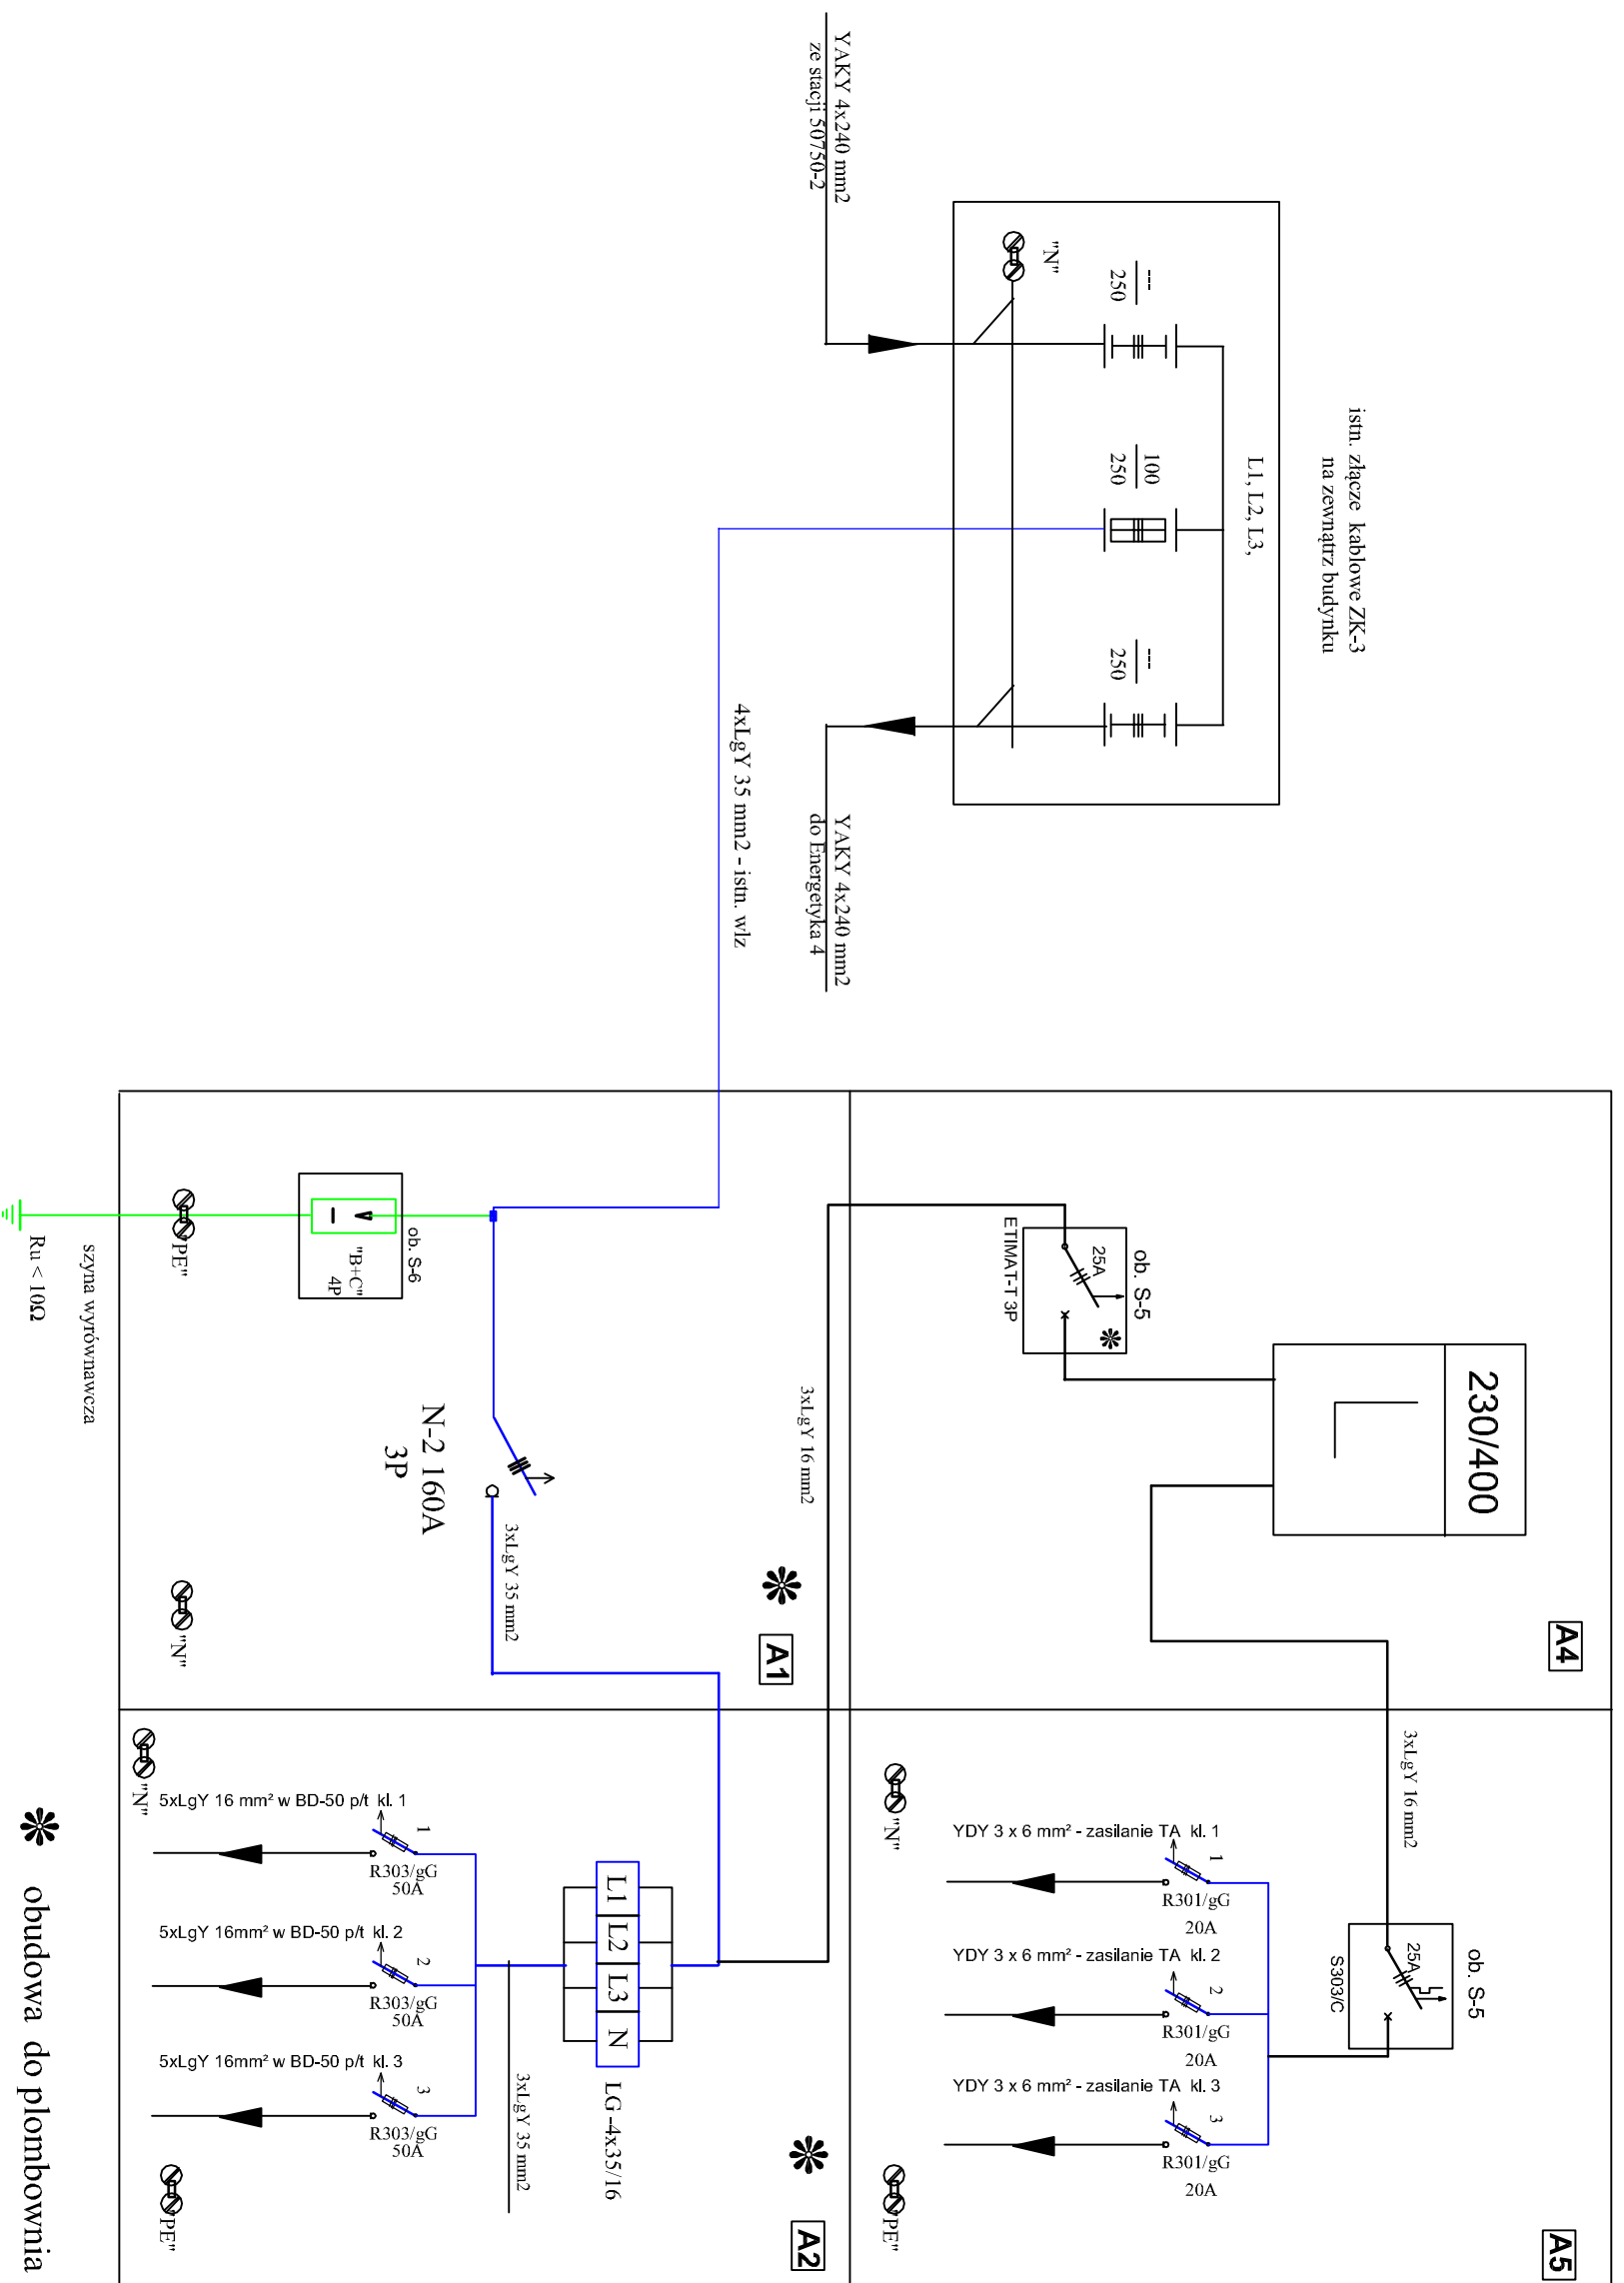 istn. złącze kablowe ZK-3
na zewnątrz budynku
L1, L2, L3,
---
250
100
250
---
250
"N"
YAKY 4x240 mm2
ze stacji 50750-2
YAKY 4x240 mm2
do Energetyka 4
4xLgY 35 mm2 - istn. wlz
A4
230/400
ob. S-5
25A
ETIMAT-T 3P
3xLgY 16 mm2
A5
3xLgY 16 mm2
ob. S-5
25A
S303/C
YDY 3 x 6 mm² - zasilanie TA kl. 1
1
R301/gG
20A
YDY 3 x 6 mm² - zasilanie TA kl. 2
2
R301/gG
20A
YDY 3 x 6 mm² - zasilanie TA kl. 3
3
R301/gG
20A
"N"
"PE"
A1
3xLgY 35 mm2
N-2 160A
3P
ob. S-6
"B+C"
4P
"PE"
"N"
szyna wyrównawcza
Ru < 10Ω
A2
L1
L2
L3
N
LG-4x35/16
3xLgY 35 mm2
5xLgY 16 mm² w BD-50 p/t kl. 1
1
R303/gG
50A
5xLgY 16mm² w BD-50 p/t kl. 2
2
R303/gG
50A
5xLgY 16mm² w BD-50 p/t kl. 3
3
R303/gG
50A
"N"
"PE"
obudowa do plombownia